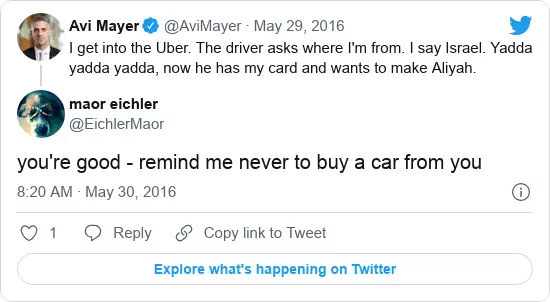 Avi Mayer @AviMayer · May 29, 2016
I get into the Uber. The driver asks where I'm from. I say Israel. Yadda
yadda yadda, now he has my card and wants to make Aliyah.
maor eichler
@EichlerMaor
you're good - remind me never to buy a car from you
8:20 AM · May 30, 2016
1 Reply Copy link to Tweet
Explore what's happening on Twitter